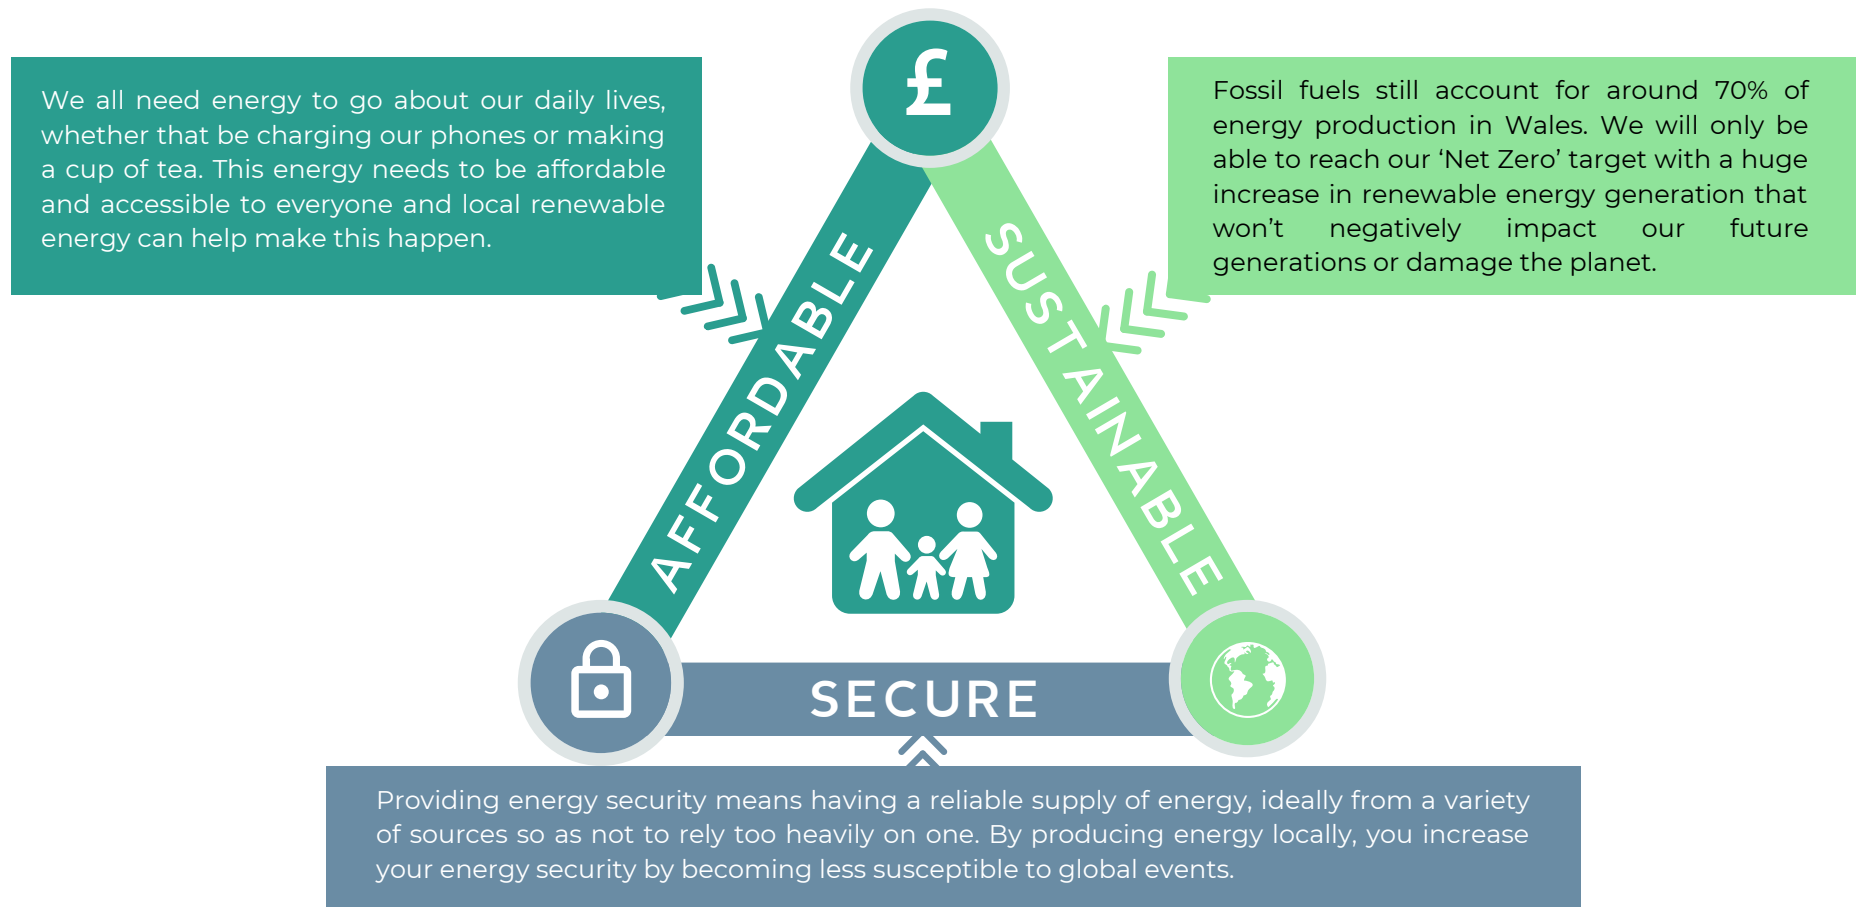 £
We all need energy to go about our daily lives,
whether that be charging our phones or making
a cup of tea. This energy needs to be affordable
and accessible to everyone and local renewable
energy can help make this happen.
Fossil fuels still account for around 70% of
energy production in Wales. We will only be
able to reach our ‘Net Zero’ target with a huge
increase in renewable energy generation that
won’t negatively impact our future
generations or damage the planet.
AFFORDABLE
SUSTAINABLE
SECURE
Providing energy security means having a reliable supply of energy, ideally from a variety
of sources so as not to rely too heavily on one. By producing energy locally, you increase
your energy security by becoming less susceptible to global events.